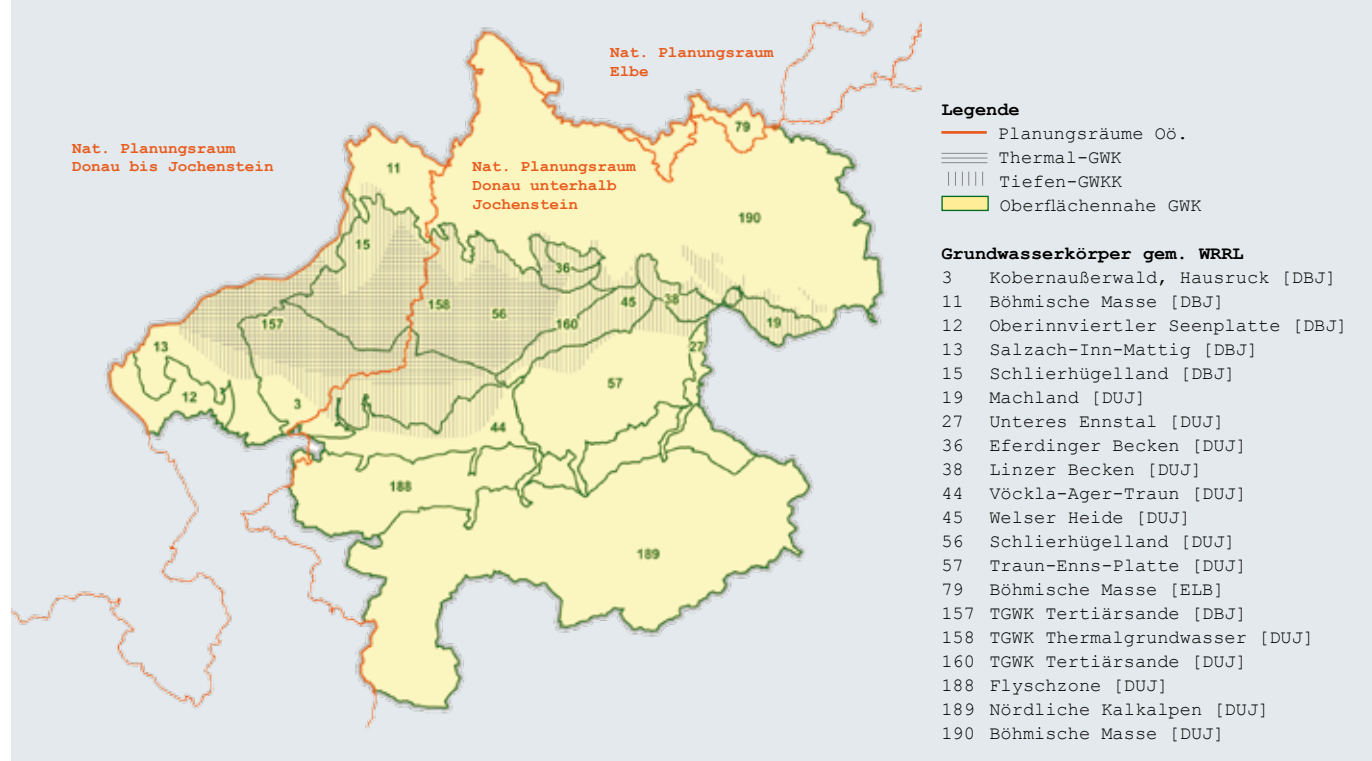 Nat. Planungsraum
Elbe
Nat. Planungsraum
Donau bis Jochenstein
Nat. Planungsraum
Donau unterhalb
Jochenstein
79
11
190
15
36
158
56
45
38
160
19
157
27
13
57
12
3
44
188
189
Legende
Planungsräume Oö.
Thermal-GWK
Tiefen-GWKK
Oberflächennahe GWK
Grundwasserkörper gem. WRRL
3 Kobernaußerwald, Hausruck [DBJ]
11 Böhmische Masse [DBJ]
12 Oberinnviertler Seenplatte [DBJ]
13 Salzach-Inn-Mattig [DBJ]
15 Schlierhügelland [DBJ]
19 Machland [DUJ]
27 Unteres Ennstal [DUJ]
36 Eferdinger Becken [DUJ]
38 Linzer Becken [DUJ]
44 Vöckla-Ager-Traun [DUJ]
45 Welser Heide [DUJ]
56 Schlierhügelland [DUJ]
57 Traun-Enns-Platte [DUJ]
79 Böhmische Masse [ELB]
157 TGWK Tertiärsande [DBJ]
158 TGWK Thermalgrundwasser [DUJ]
160 TGWK Tertiärsande [DUJ]
188 Flyschzone [DUJ]
189 Nördliche Kalkalpen [DUJ]
190 Böhmische Masse [DUJ]